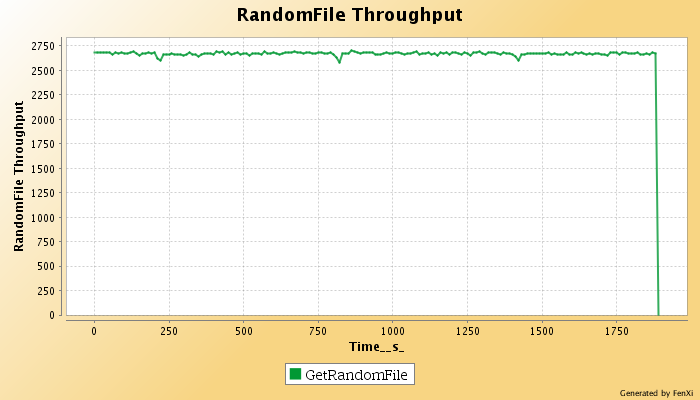 RandomFile Throughput
2750
2500
2250
2000
1750
1500
1250
1000
750
500
250
0
RandomFile Throughput
0 250 500 750 1000 1250 1500 1750
Time__s_
GetRandomFile
Generated by FenXi